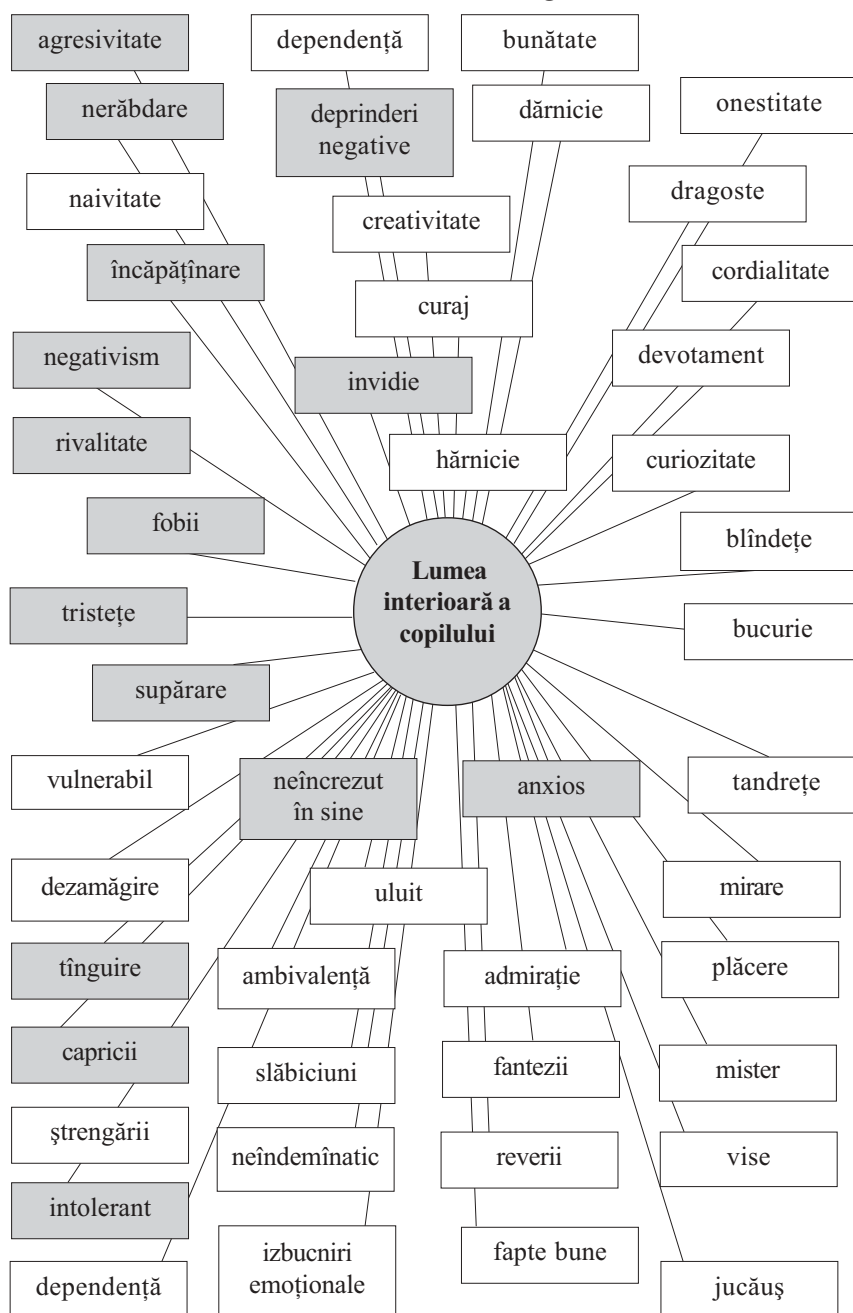 agresivitate
dependență
bunătate
nerăbdare
deprinderi
negative
dărnicie
onestitate
naivitate
creativitate
dragoste
încăpățînare
cordialitate
curaj
negativism
invidie
devotament
rivalitate
hărnicie
curiozitate
fobii
blîndețe
Lumea
interioară a
copilului
tristețe
bucurie
supărare
vulnerabil
neîncrezut
în sine
anxios
tandrețe
dezamăgire
uluit
mirare
tînguire
ambivalență
admirație
plăcere
capricii
slăbiciuni
fantezii
mister
ştrengării
neîndemînatic
reverii
vise
intolerant
izbucniri
emoționale
fapte bune
dependență
jucăuş